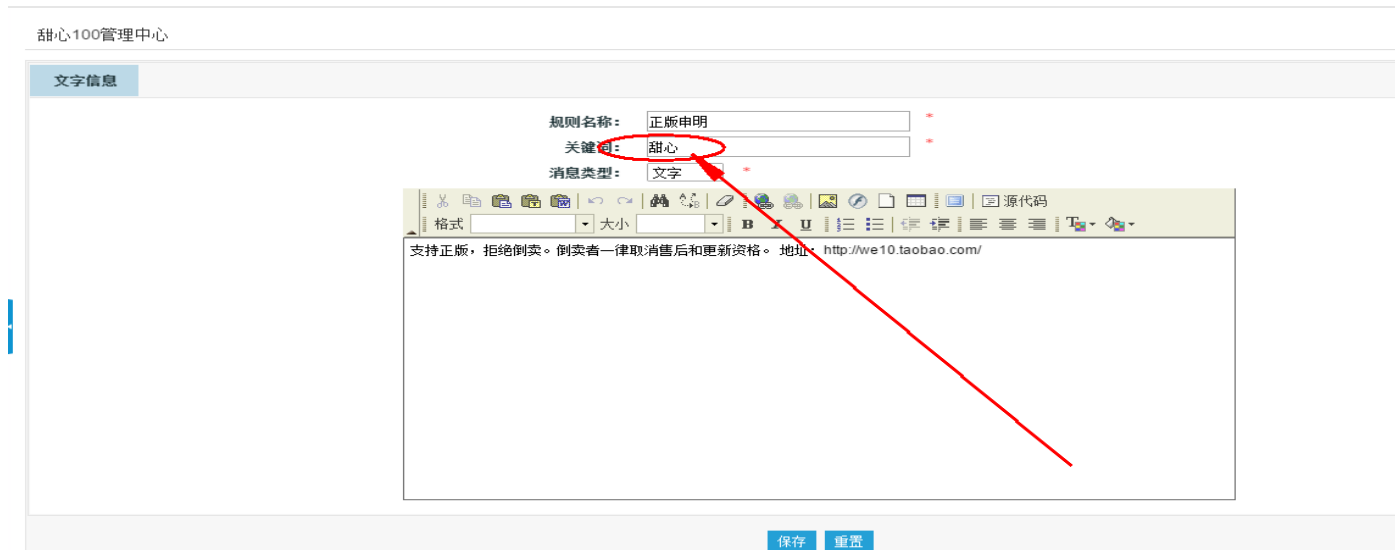 甜心100管理中心
文字信息
规则名称： 正版申明 *
关键词： 甜心 *
消息类型： 文字 *
源代码
格式 大小 B I U
支持正版，拒绝倒卖。倒卖者一律取消售后和更新资格。 地址：http://we10.taobao.com/
保存 重置